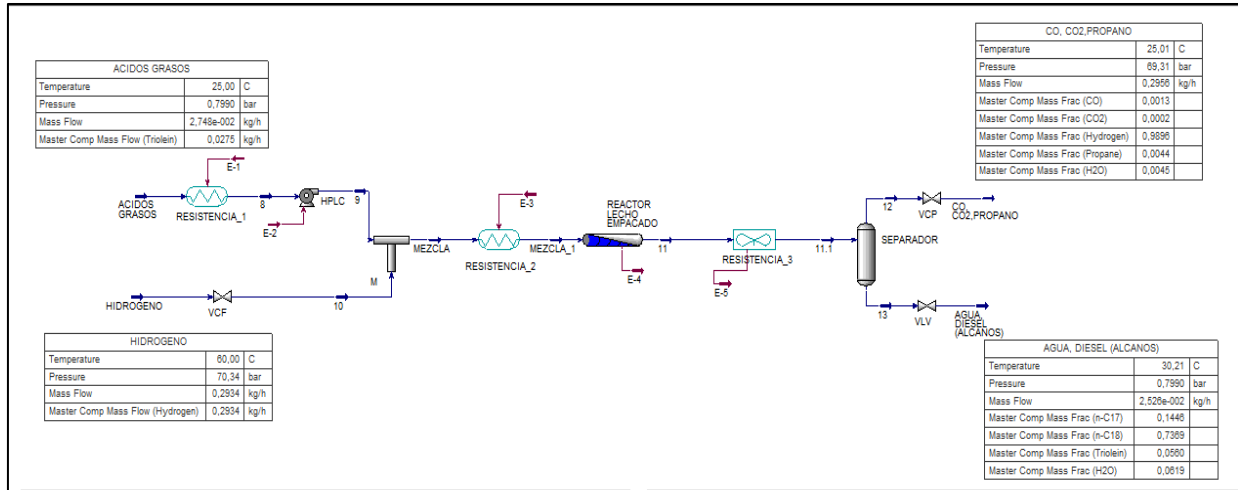 CO, CO2,PROPANO
Temperature 25,01 C
Pressure 69,31 bar
Mass Flow 0,2956 kg/h
Master Comp Mass Frac (CO) 0,0013
Master Comp Mass Frac (CO2) 0,0002
Master Comp Mass Frac (Hydrogen) 0,9896
Master Comp Mass Frac (Propane) 0,0044
Master Comp Mass Frac (H2O) 0,0045
ACIDOS GRASOS
Temperature 25,00 C
Pressure 0,7990 bar
Mass Flow 2,748e-002 kg/h
Master Comp Mass Flow (Triolein) 0,0275 kg/h
E-1
ACIDOS
GRASOS
RESISTENCIA_1
8
E-2
HPLC
9
MEZCLA
M
E-3
RESISTENCIA_2
MEZCLA_1
REACTOR
LECHO
EMPACADO
11
E-4
RESISTENCIA_3
E-5
11.1
SEPARADOR
12
VCP
CO,
CO2,PROPANO
13
VLV
AGUA,
DIESEL
(ALCANOS)
HIDROGENO
VCF
10
HIDROGENO
Temperature 60,00 C
Pressure 70,34 bar
Mass Flow 0,2934 kg/h
Master Comp Mass Flow (Hydrogen) 0,2934 kg/h
AGUA, DIESEL (ALCANOS)
Temperature 30,21 C
Pressure 0,7990 bar
Mass Flow 2,526e-002 kg/h
Master Comp Mass Frac (n-C17) 0,1446
Master Comp Mass Frac (n-C18) 0,7369
Master Comp Mass Frac (Triolein) 0,0560
Master Comp Mass Frac (H2O) 0,0619